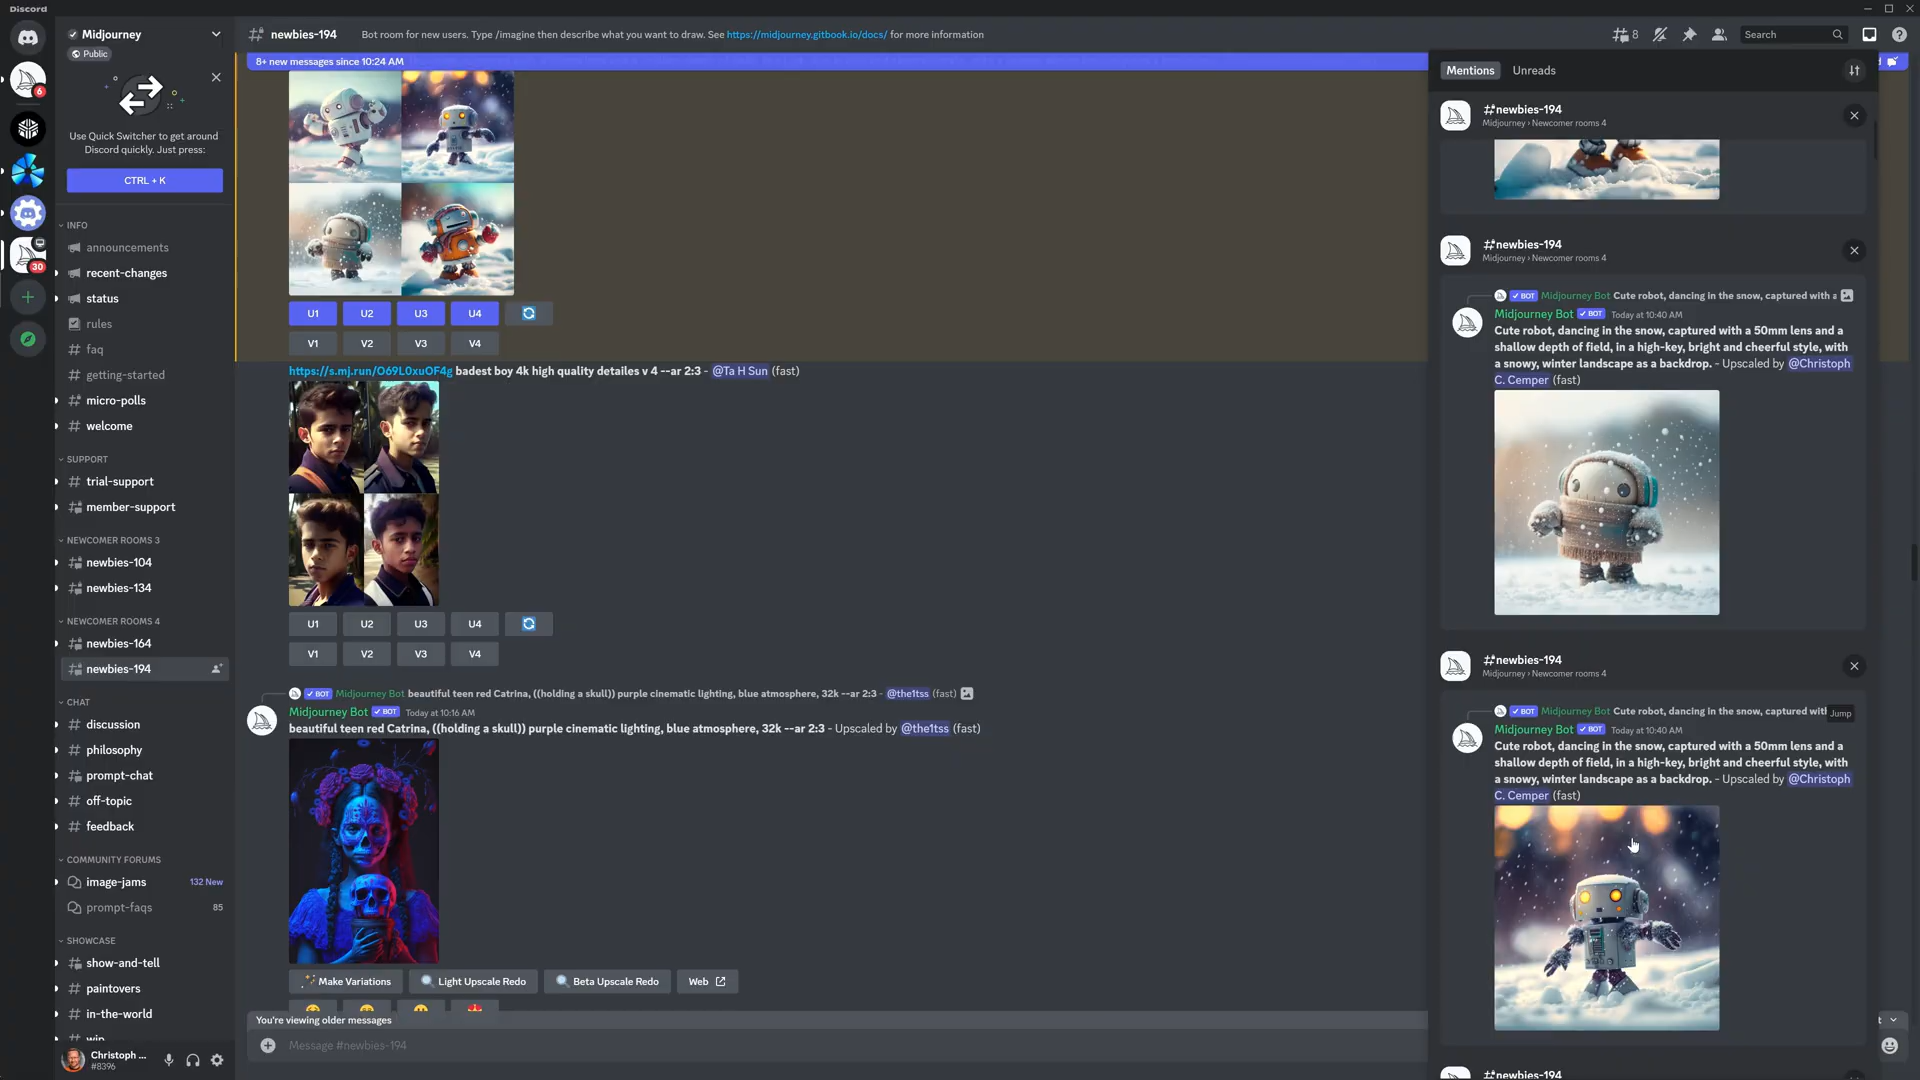 Discord
Midjourney
Public
6
Use Quick Switcher to get around
Discord quickly. Just press:
CTRL + K
30
INFO
announcements
recent-changes
status
rules
faq
getting-started
micro-polls
welcome
SUPPORT
trial-support
member-support
NEWCOMER ROOMS 3
newbies-104
newbies-134
NEWCOMER ROOMS 4
newbies-164
newbies-194
CHAT
discussion
philosophy
prompt-chat
off-topic
feedback
COMMUNITY FORUMS
image-jams 132 New
prompt-faqs 85
SHOWCASE
show-and-tell
paintovers
in-the-world
wip
Christoph ...
#8396
newbies-194 Bot room for new users. Type /imagine then describe what you want to draw. See https://midjourney.gitbook.io/docs/ for more information
8 Search
8+ new messages since 10:24 AM
U1 U2 U3 U4
V1 V2 V3 V4
https://s.mj.run/O69L0xuOF4g badest boy 4k high quality detailes v 4 --ar 2:3 - @Ta H Sun (fast)
U1 U2 U3 U4
V1 V2 V3 V4
BOT Midjourney Bot beautiful teen red Catrina, ((holding a skull)) purple cinematic lighting, blue atmosphere, 32k --ar 2:3 - @the1tss (fast)
Midjourney Bot BOT Today at 10:16 AM
beautiful teen red Catrina, ((holding a skull)) purple cinematic lighting, blue atmosphere, 32k --ar 2:3 - Upscaled by @the1tss (fast)
Make Variations Light Upscale Redo Beta Upscale Redo Web
You're viewing older messages
Message #newbies-194
Mentions Unreads
#newbies-194
Midjourney › Newcomer rooms 4
#newbies-194
Midjourney › Newcomer rooms 4
BOT Midjourney Bot Cute robot, dancing in the snow, captured with a
Midjourney Bot BOT Today at 10:40 AM
Cute robot, dancing in the snow, captured with a 50mm lens and a
shallow depth of field, in a high-key, bright and cheerful style, with
a snowy, winter landscape as a backdrop. - Upscaled by @Christoph
C. Cemper (fast)
#newbies-194
Midjourney › Newcomer rooms 4
BOT Midjourney Bot Cute robot, dancing in the snow, captured with Jump
Midjourney Bot BOT Today at 10:40 AM
Cute robot, dancing in the snow, captured with a 50mm lens and a
shallow depth of field, in a high-key, bright and cheerful style, with
a snowy, winter landscape as a backdrop. - Upscaled by @Christoph
C. Cemper (fast)
#newbies-194